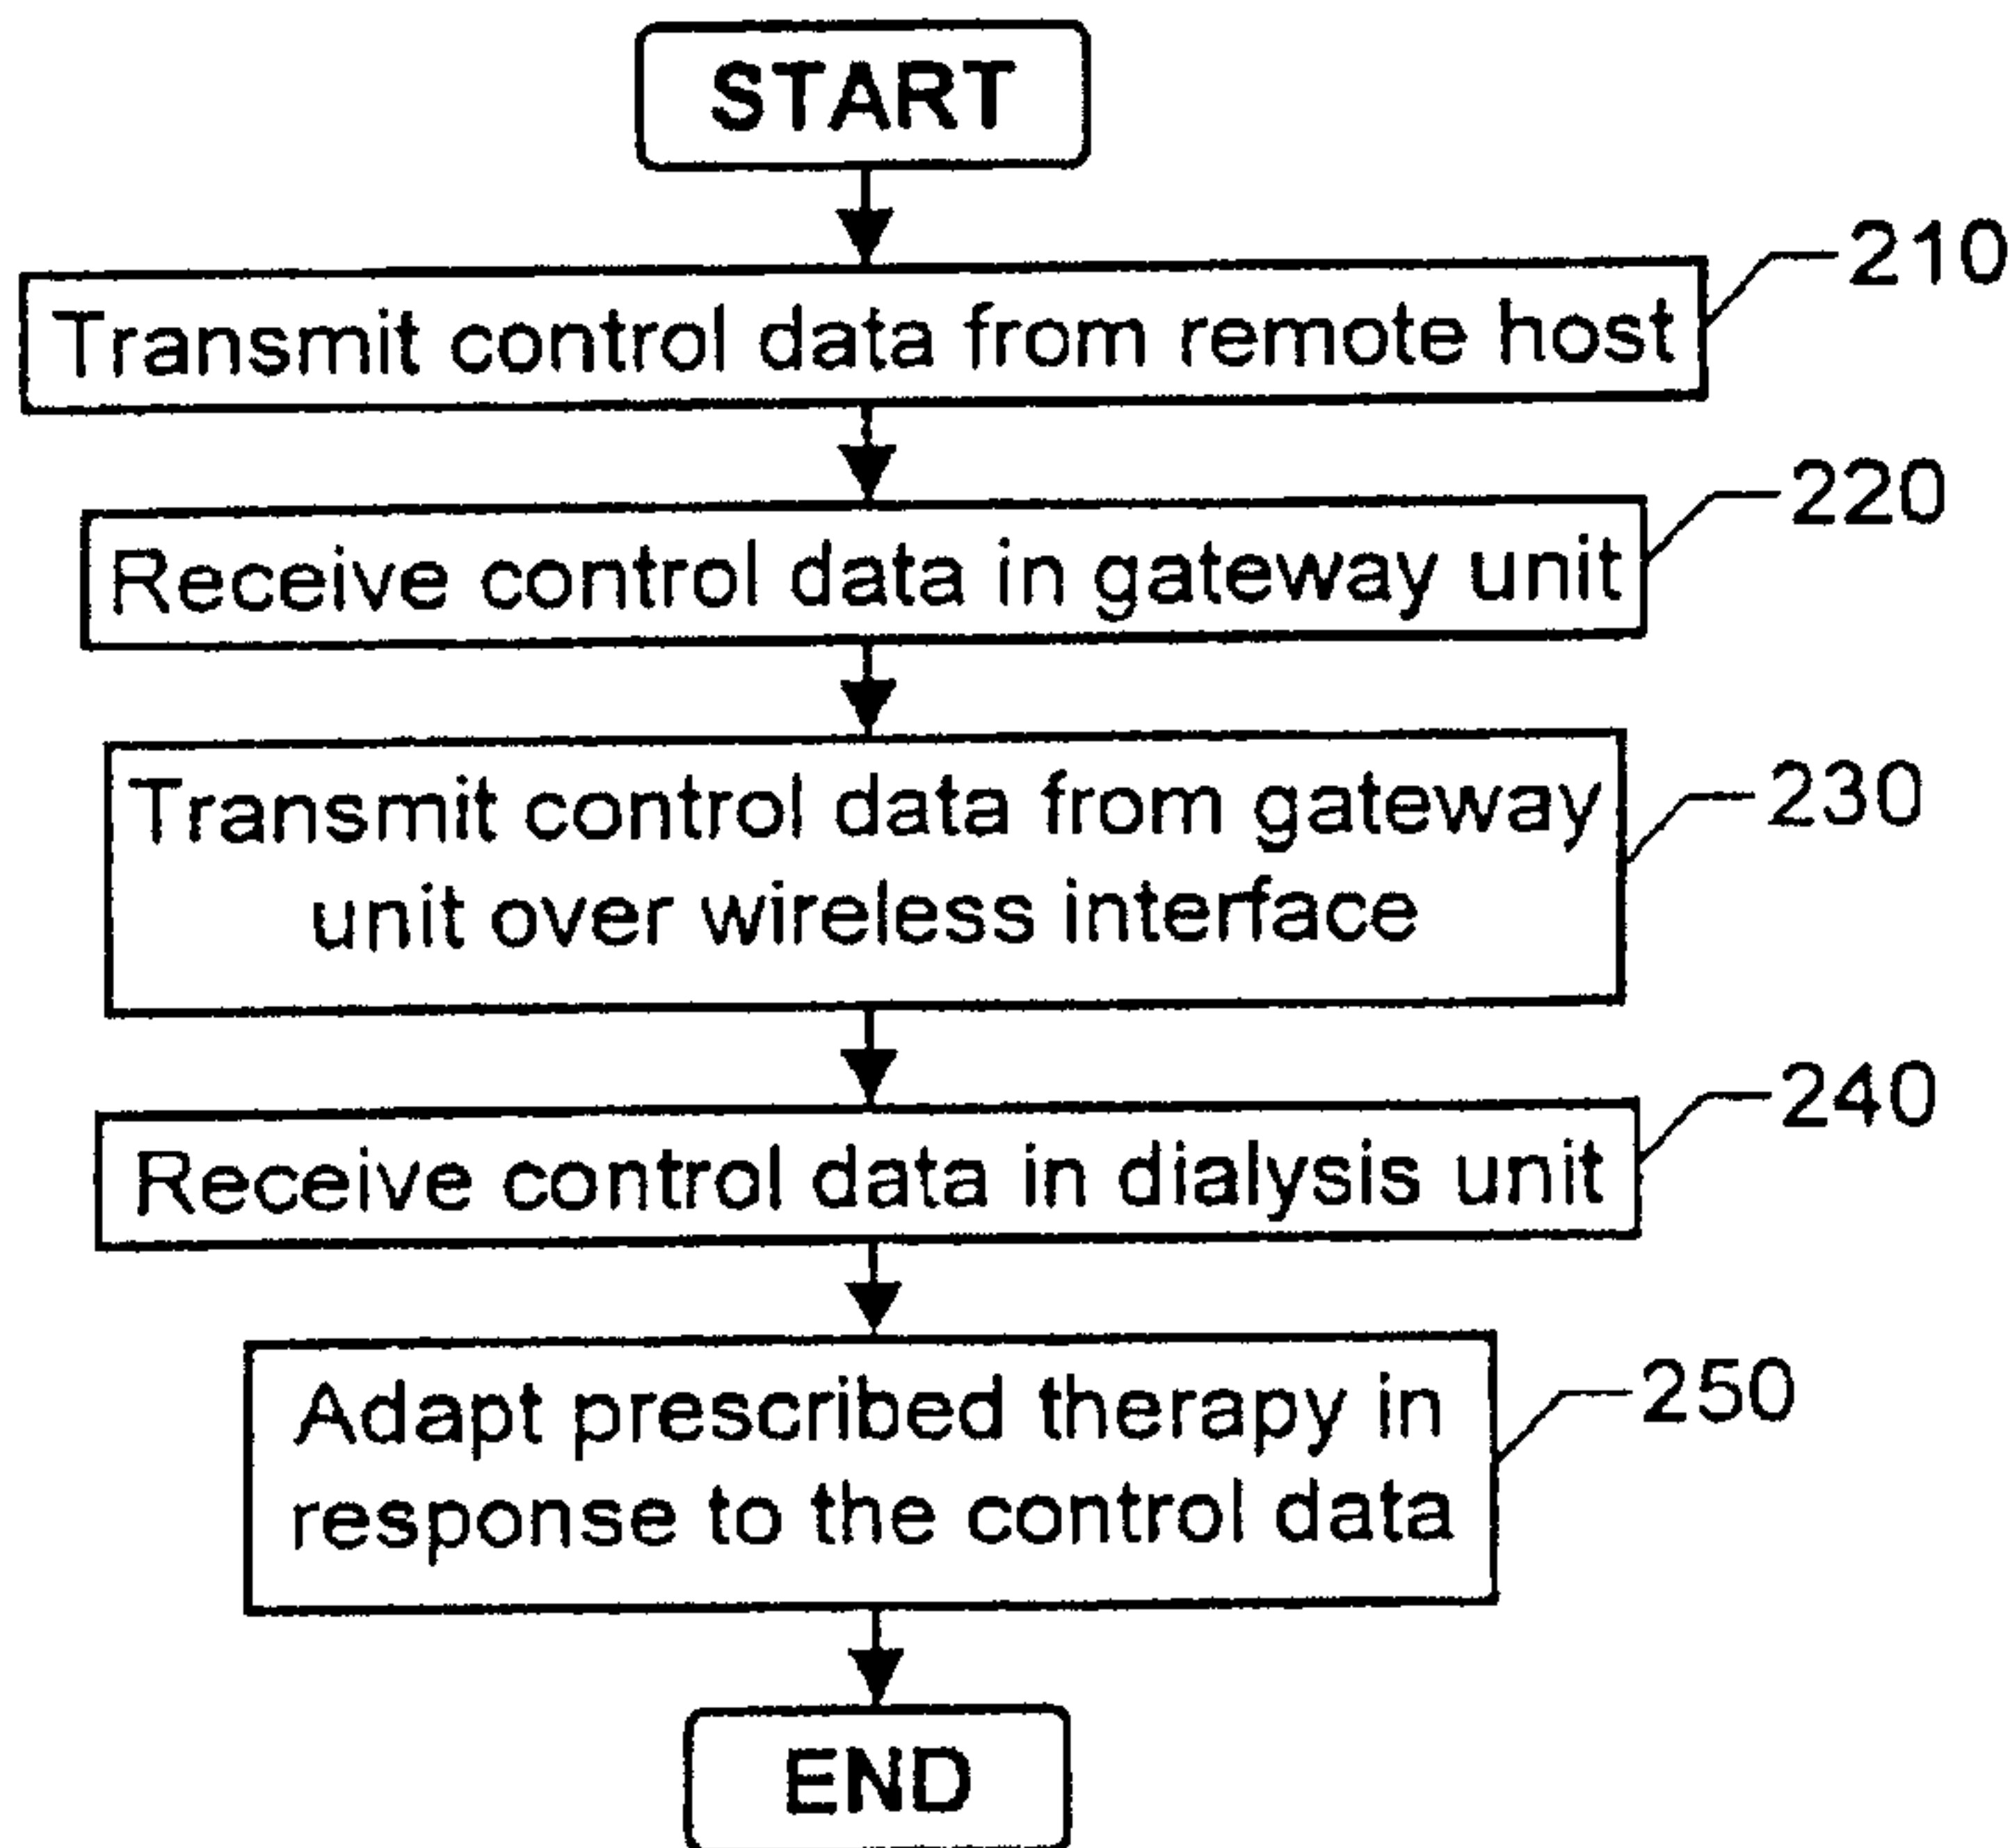 START
210
Transmit control data from remote host
220
Receive control data in gateway unit
230
Transmit control data from gateway
unit over wireless interface
240
Receive control data in dialysis unit
250
Adapt prescribed therapy in
response to the control data
END